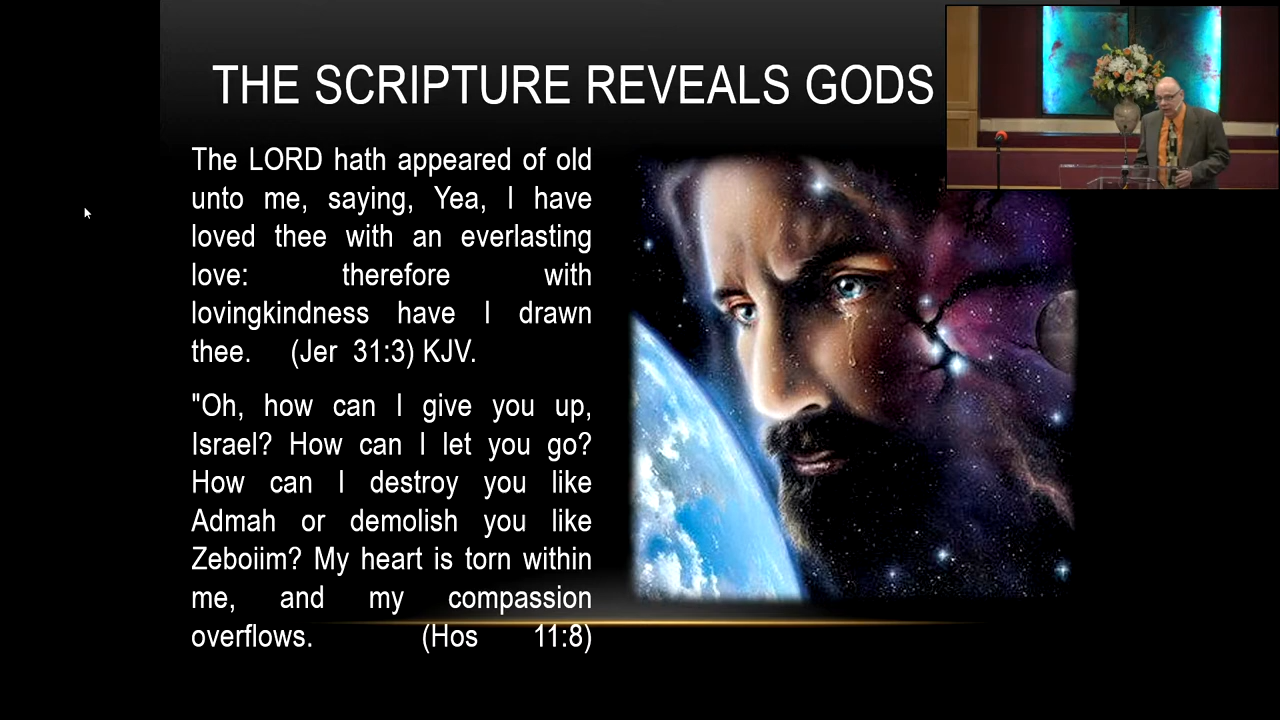 THE SCRIPTURE REVEALS GODS
The LORD hath appeared of old
unto me, saying, Yea, I have
loved thee with an everlasting
love: therefore with
lovingkindness have I drawn
thee. (Jer 31:3) KJV.
"Oh, how can I give you up,
Israel? How can I let you go?
How can I destroy you like
Admah or demolish you like
Zeboiim? My heart is torn within
me, and my compassion
overflows. (Hos 11:8)